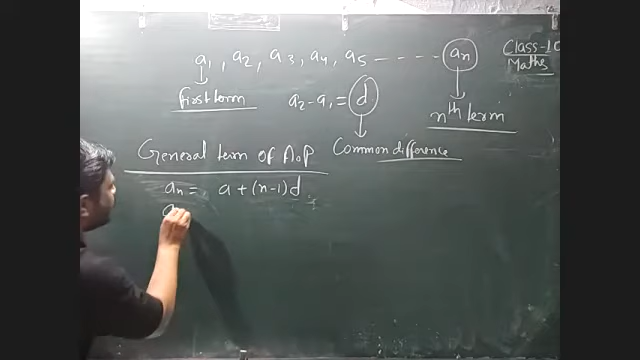 a1, a2, a3, a4, a5 ---- an
Class-10
Maths
first term
a2 - a1 = d
nth term
General term of A.P
Common difference
an = a + (n-1)d
a